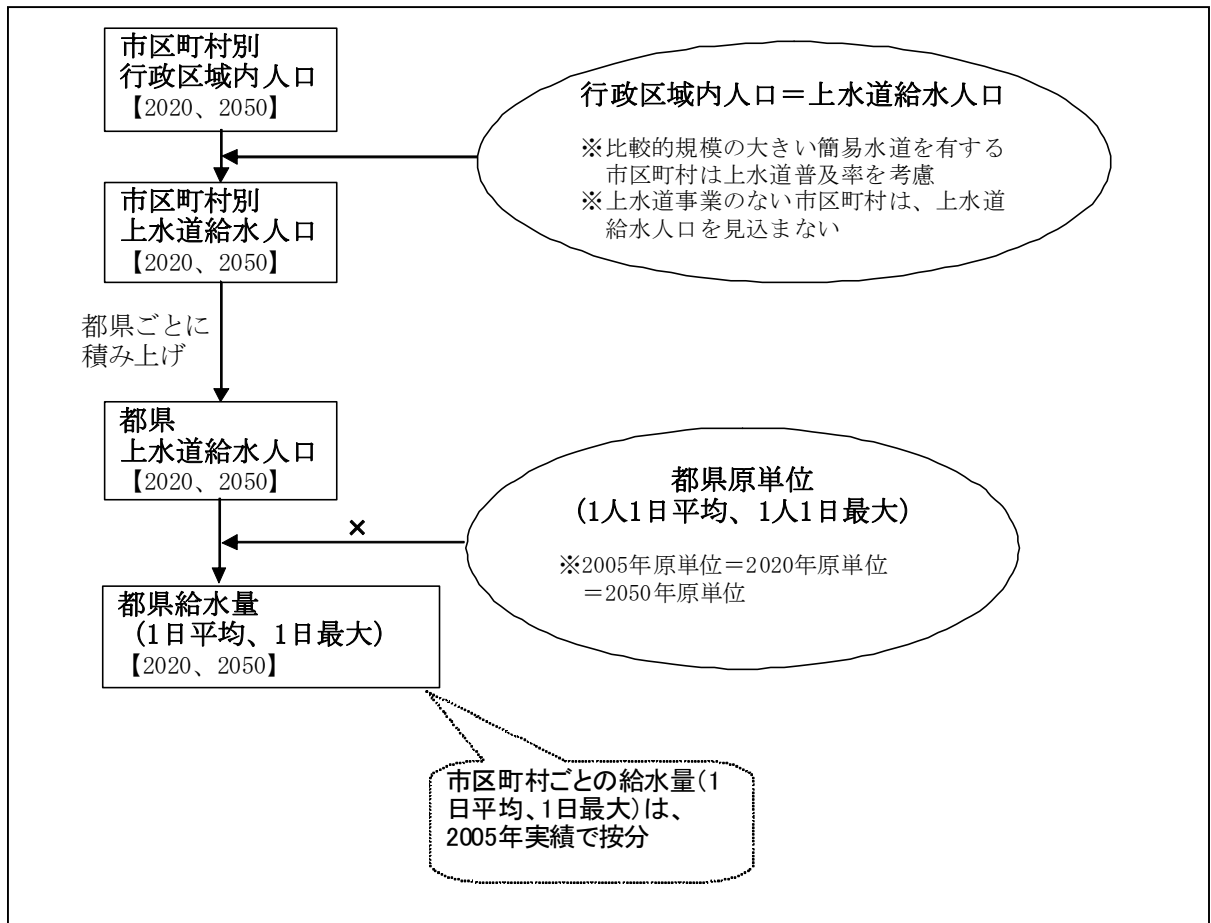 市区町村別
行政区域内人口
【2020、2050】
行政区域内人口＝上水道給水人口
※比較的規模の大きい簡易水道を有する
市区町村は上水道普及率を考慮
※上水道事業のない市区町村は、上水道
給水人口を見込まない
市区町村別
上水道給水人口
【2020、2050】
都県ごとに
積み上げ
都県
上水道給水人口
【2020、2050】
都県原単位
（1人1日平均、1人1日最大）
※2005年原単位＝2020年原単位
＝2050年原単位
×
都県給水量
（1日平均、1日最大）
【2020、2050】
市区町村ごとの給水量（1
日平均、1日最大）は、
2005年実績で按分